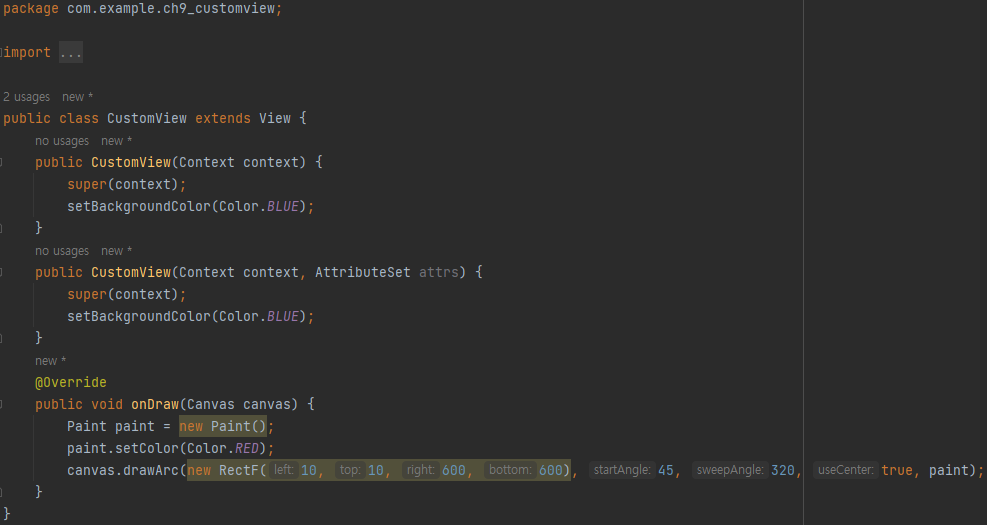 package com.example.ch9_customview;
import ...
2 usages new *
public class CustomView extends View {
no usages new *
public CustomView(Context context) {
super(context);
setBackgroundColor(Color.BLUE);
}
no usages new *
public CustomView(Context context, AttributeSet attrs) {
super(context);
setBackgroundColor(Color.BLUE);
}
new *
@Override
public void onDraw(Canvas canvas) {
Paint paint = new Paint();
paint.setColor(Color.RED);
canvas.drawArc(new RectF( left: 10, top: 10, right: 600, bottom: 600), startAngle: 45, sweepAngle: 320, useCenter: true, paint);
}
}